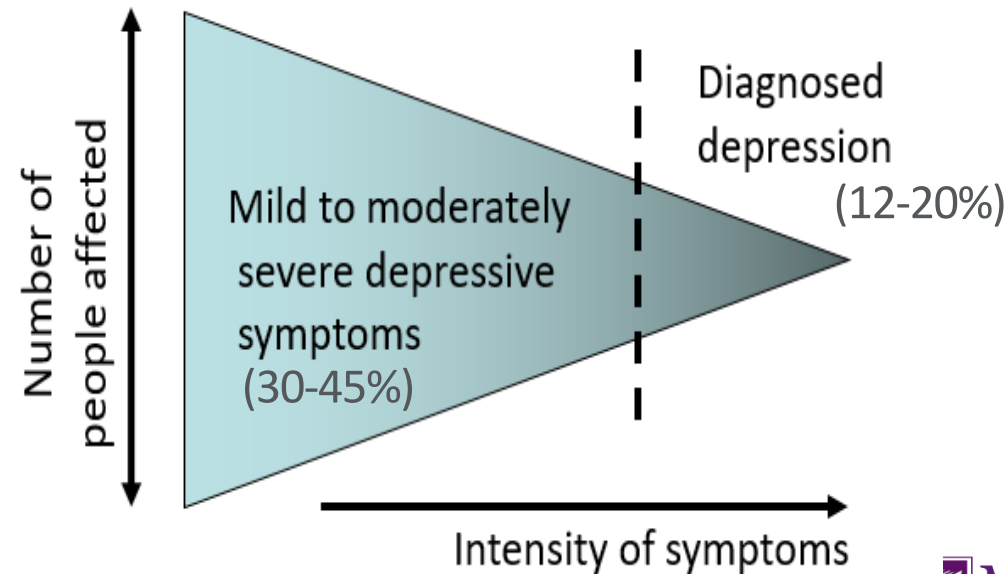 Number of
people affected
Mild to moderately
severe depressive
symptoms
(30-45%)
Diagnosed
depression
(12-20%)
Intensity of symptoms